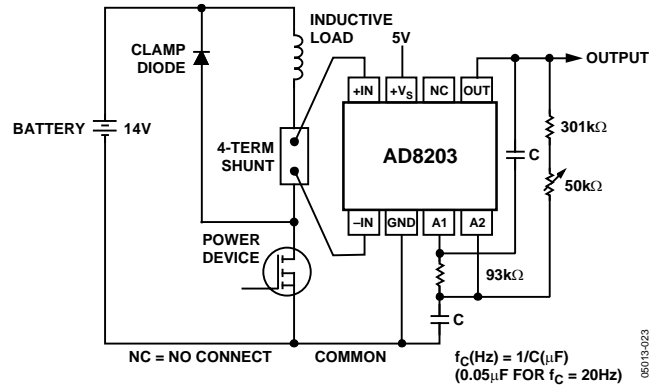 INDUCTIVE
LOAD
CLAMP
DIODE
5V
OUTPUT
+IN
+VS
NC
OUT
BATTERY
14V
4-TERM
SHUNT
AD8203
C
301kΩ
50kΩ
–IN
GND
A1
A2
POWER
DEVICE
93kΩ
C
NC = NO CONNECT
COMMON
fC(Hz) = 1/C(μF)
(0.05μF FOR fC = 20Hz)
05013-023